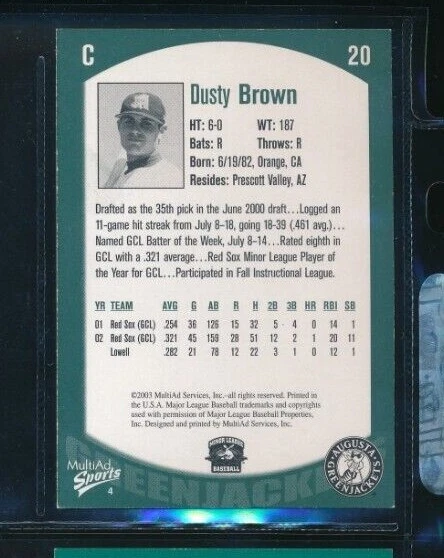 C 20
Dusty Brown
HT: 6-0 WT: 187
Bats: R Throws: R
Born: 6/19/82, Orange, CA
Resides: Prescott Valley, AZ
Drafted as the 35th pick in the June 2000 draft...Logged an
11-game hit streak from July 8–18, going 18-39 (.461 avg.)...
Named GCL Batter of the Week, July 8–14...Rated eighth in
GCL with a .321 average...Red Sox Minor League Player of
the Year for GCL...Participated in Fall Instructional League.
YR TEAM AVG G AB R H 2B 3B HR RBI SB
01 Red Sox (GCL) .254 36 126 15 32 5 4 0 14 1
02 Red Sox (GCL) .321 45 159 28 51 12 2 1 20 11
Lowell .282 21 78 12 22 3 1 0 12 1
©2003 MultiAd Services, Inc.-all rights reserved. Printed in
the U.S.A. Major League Baseball trademarks and copyrights
used with permission of Major League Baseball Properties,
Inc. Designed and printed by MultiAd Services, Inc.
MultiAd
Sports
4
MINOR LEAGUE
BASEBALL
AUGUSTA
GREENJACKETS
GREENJACKETS